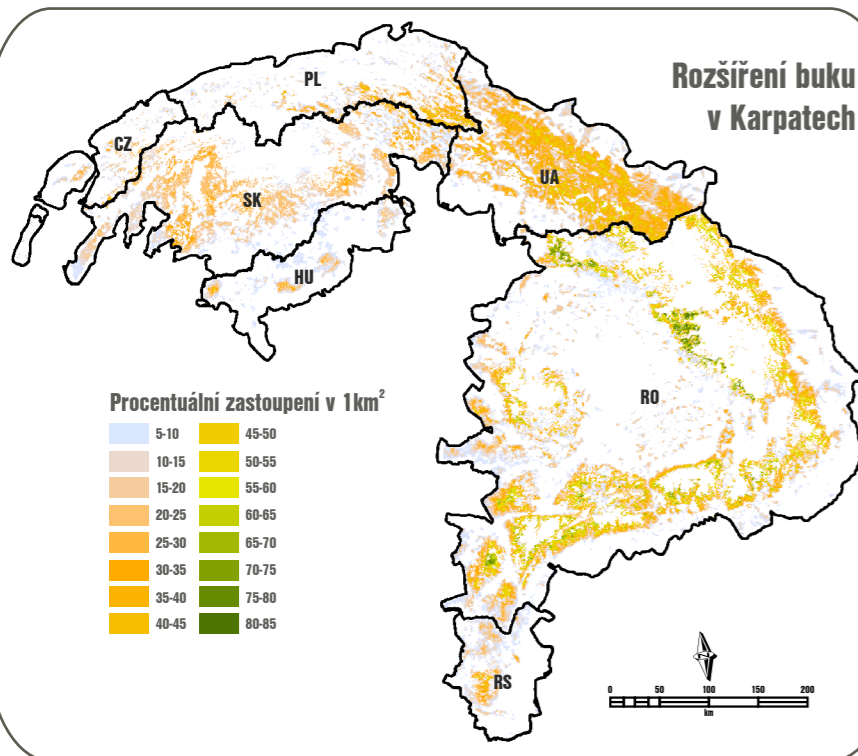 Rozšíření buku
v Karpatech
PL
CZ
SK
UA
HU
RO
RS
Procentuální zastoupení v 1km²
5-10 45-50
10-15 50-55
15-20 55-60
20-25 60-65
25-30 65-70
30-35 70-75
35-40 75-80
40-45 80-85
0 50 100 150 200
km